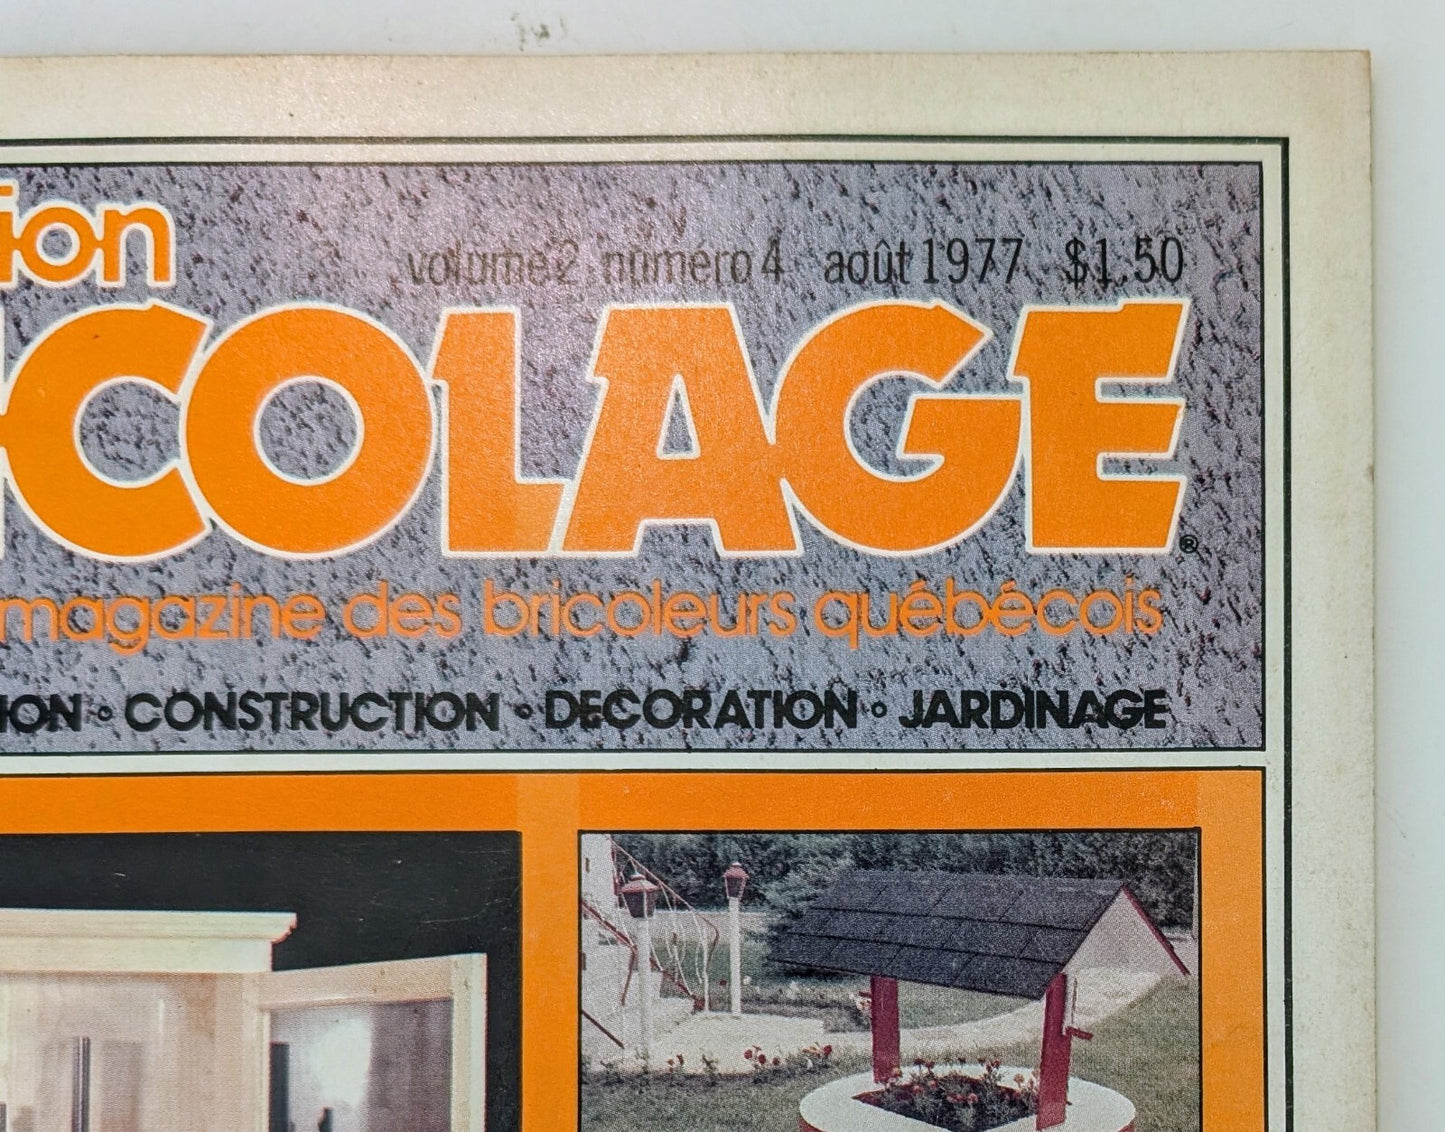 ion
volume 2 numéro 4 août 1977 $1.50
COLAGE®
magazine des bricoleurs québécois
ION • CONSTRUCTION • DECORATION • JARDINAGE